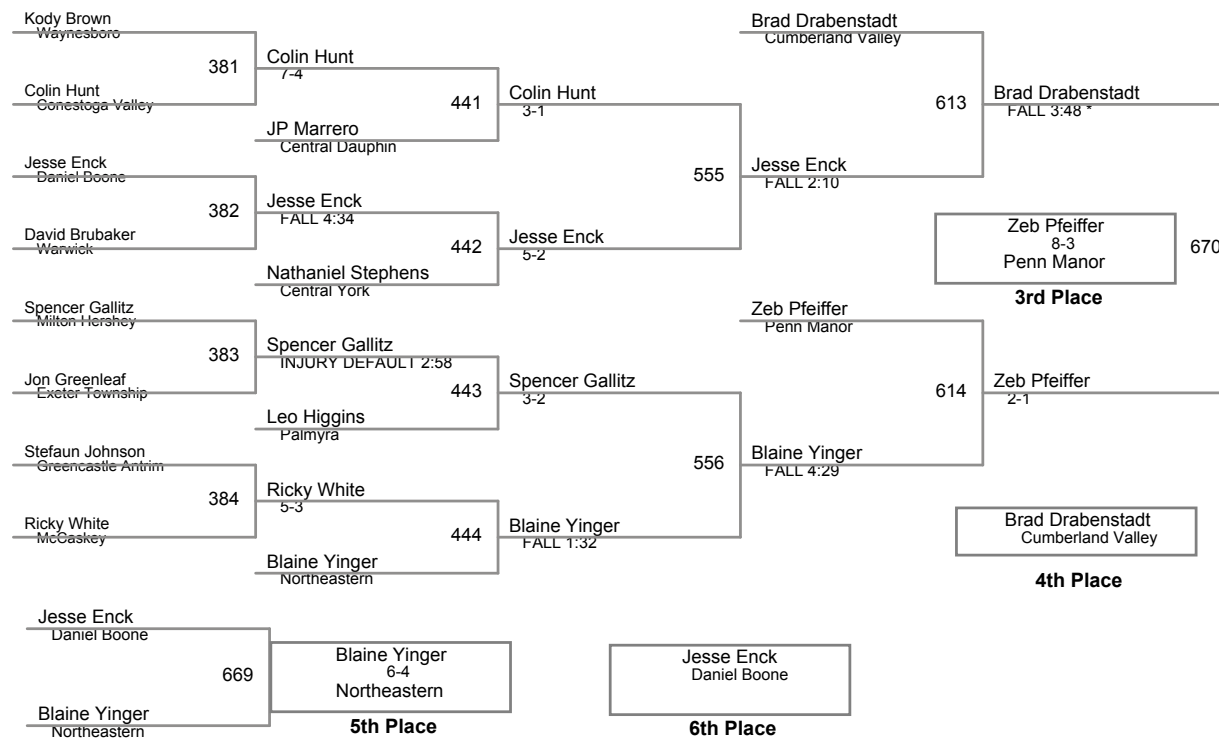 Kody Brown
Waynesboro
381
Colin Hunt
Conestoga Valley
Colin Hunt
7-4
441
JP Marrero
Central Dauphin
Colin Hunt
3-1
Jesse Enck
Daniel Boone
382
David Brubaker
Warwick
Jesse Enck
FALL 4:34
442
Nathaniel Stephens
Central York
Jesse Enck
5-2
555
Spencer Gallitz
Milton Hershey
383
Jon Greenleaf
Exeter Township
Spencer Gallitz
INJURY DEFAULT 2:58
443
Leo Higgins
Palmyra
Spencer Gallitz
3-2
Stefaun Johnson
Greencastle Antrim
384
Ricky White
McCaskey
Ricky White
5-3
444
Blaine Yinger
Northeastern
Blaine Yinger
FALL 1:32
556
Brad Drabenstadt
Cumberland Valley
613
Jesse Enck
FALL 2:10
Brad Drabenstadt
FALL 3:48 *
Zeb Pfeiffer
8-3
Penn Manor
670
3rd Place
Zeb Pfeiffer
Penn Manor
614
Blaine Yinger
FALL 4:29
Zeb Pfeiffer
2-1
Brad Drabenstadt
Cumberland Valley
4th Place
Jesse Enck
Daniel Boone
669
Blaine Yinger
Northeastern
Blaine Yinger
6-4
Northeastern
5th Place
Jesse Enck
Daniel Boone
6th Place